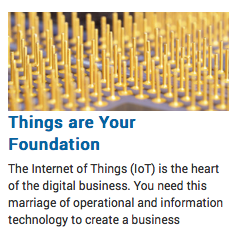 Things are Your
Foundation
The Internet of Things (IoT) is the heart
of the digital business. You need this
marriage of operational and information
technology to create a business